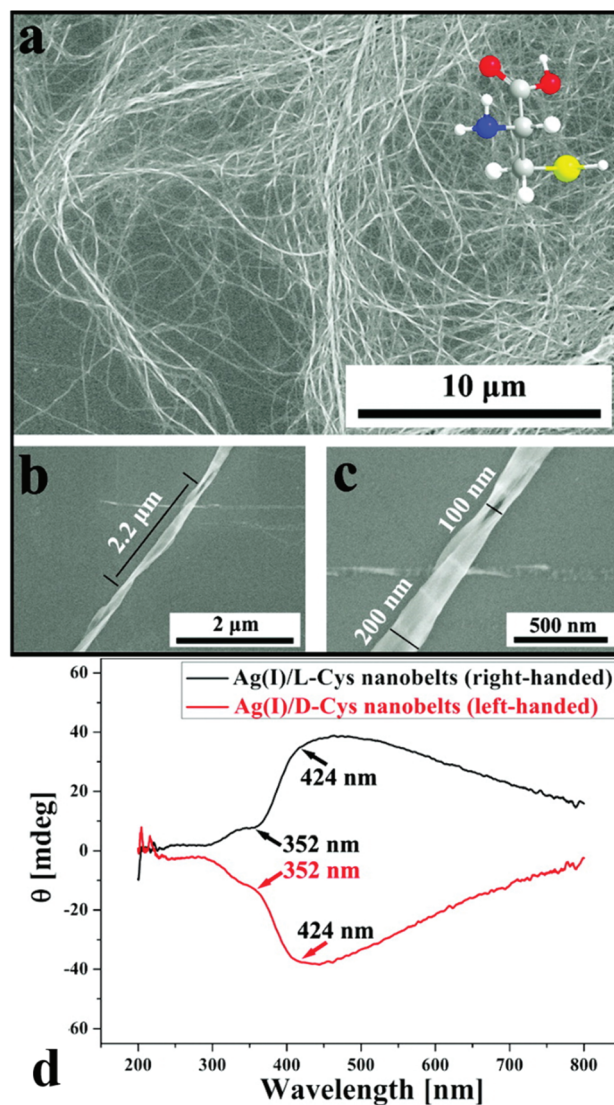 a
10 μm
b
2.2 μm
2 μm
c
100 nm
200 nm
500 nm
60
40
20
0
-20
-40
-60
θ [mdeg]
Ag(I)/L-Cys nanobelts (right-handed)
Ag(I)/D-Cys nanobelts (left-handed)
424 nm
352 nm
352 nm
424 nm
200 300 400 500 600 700 800
d
Wavelength [nm]